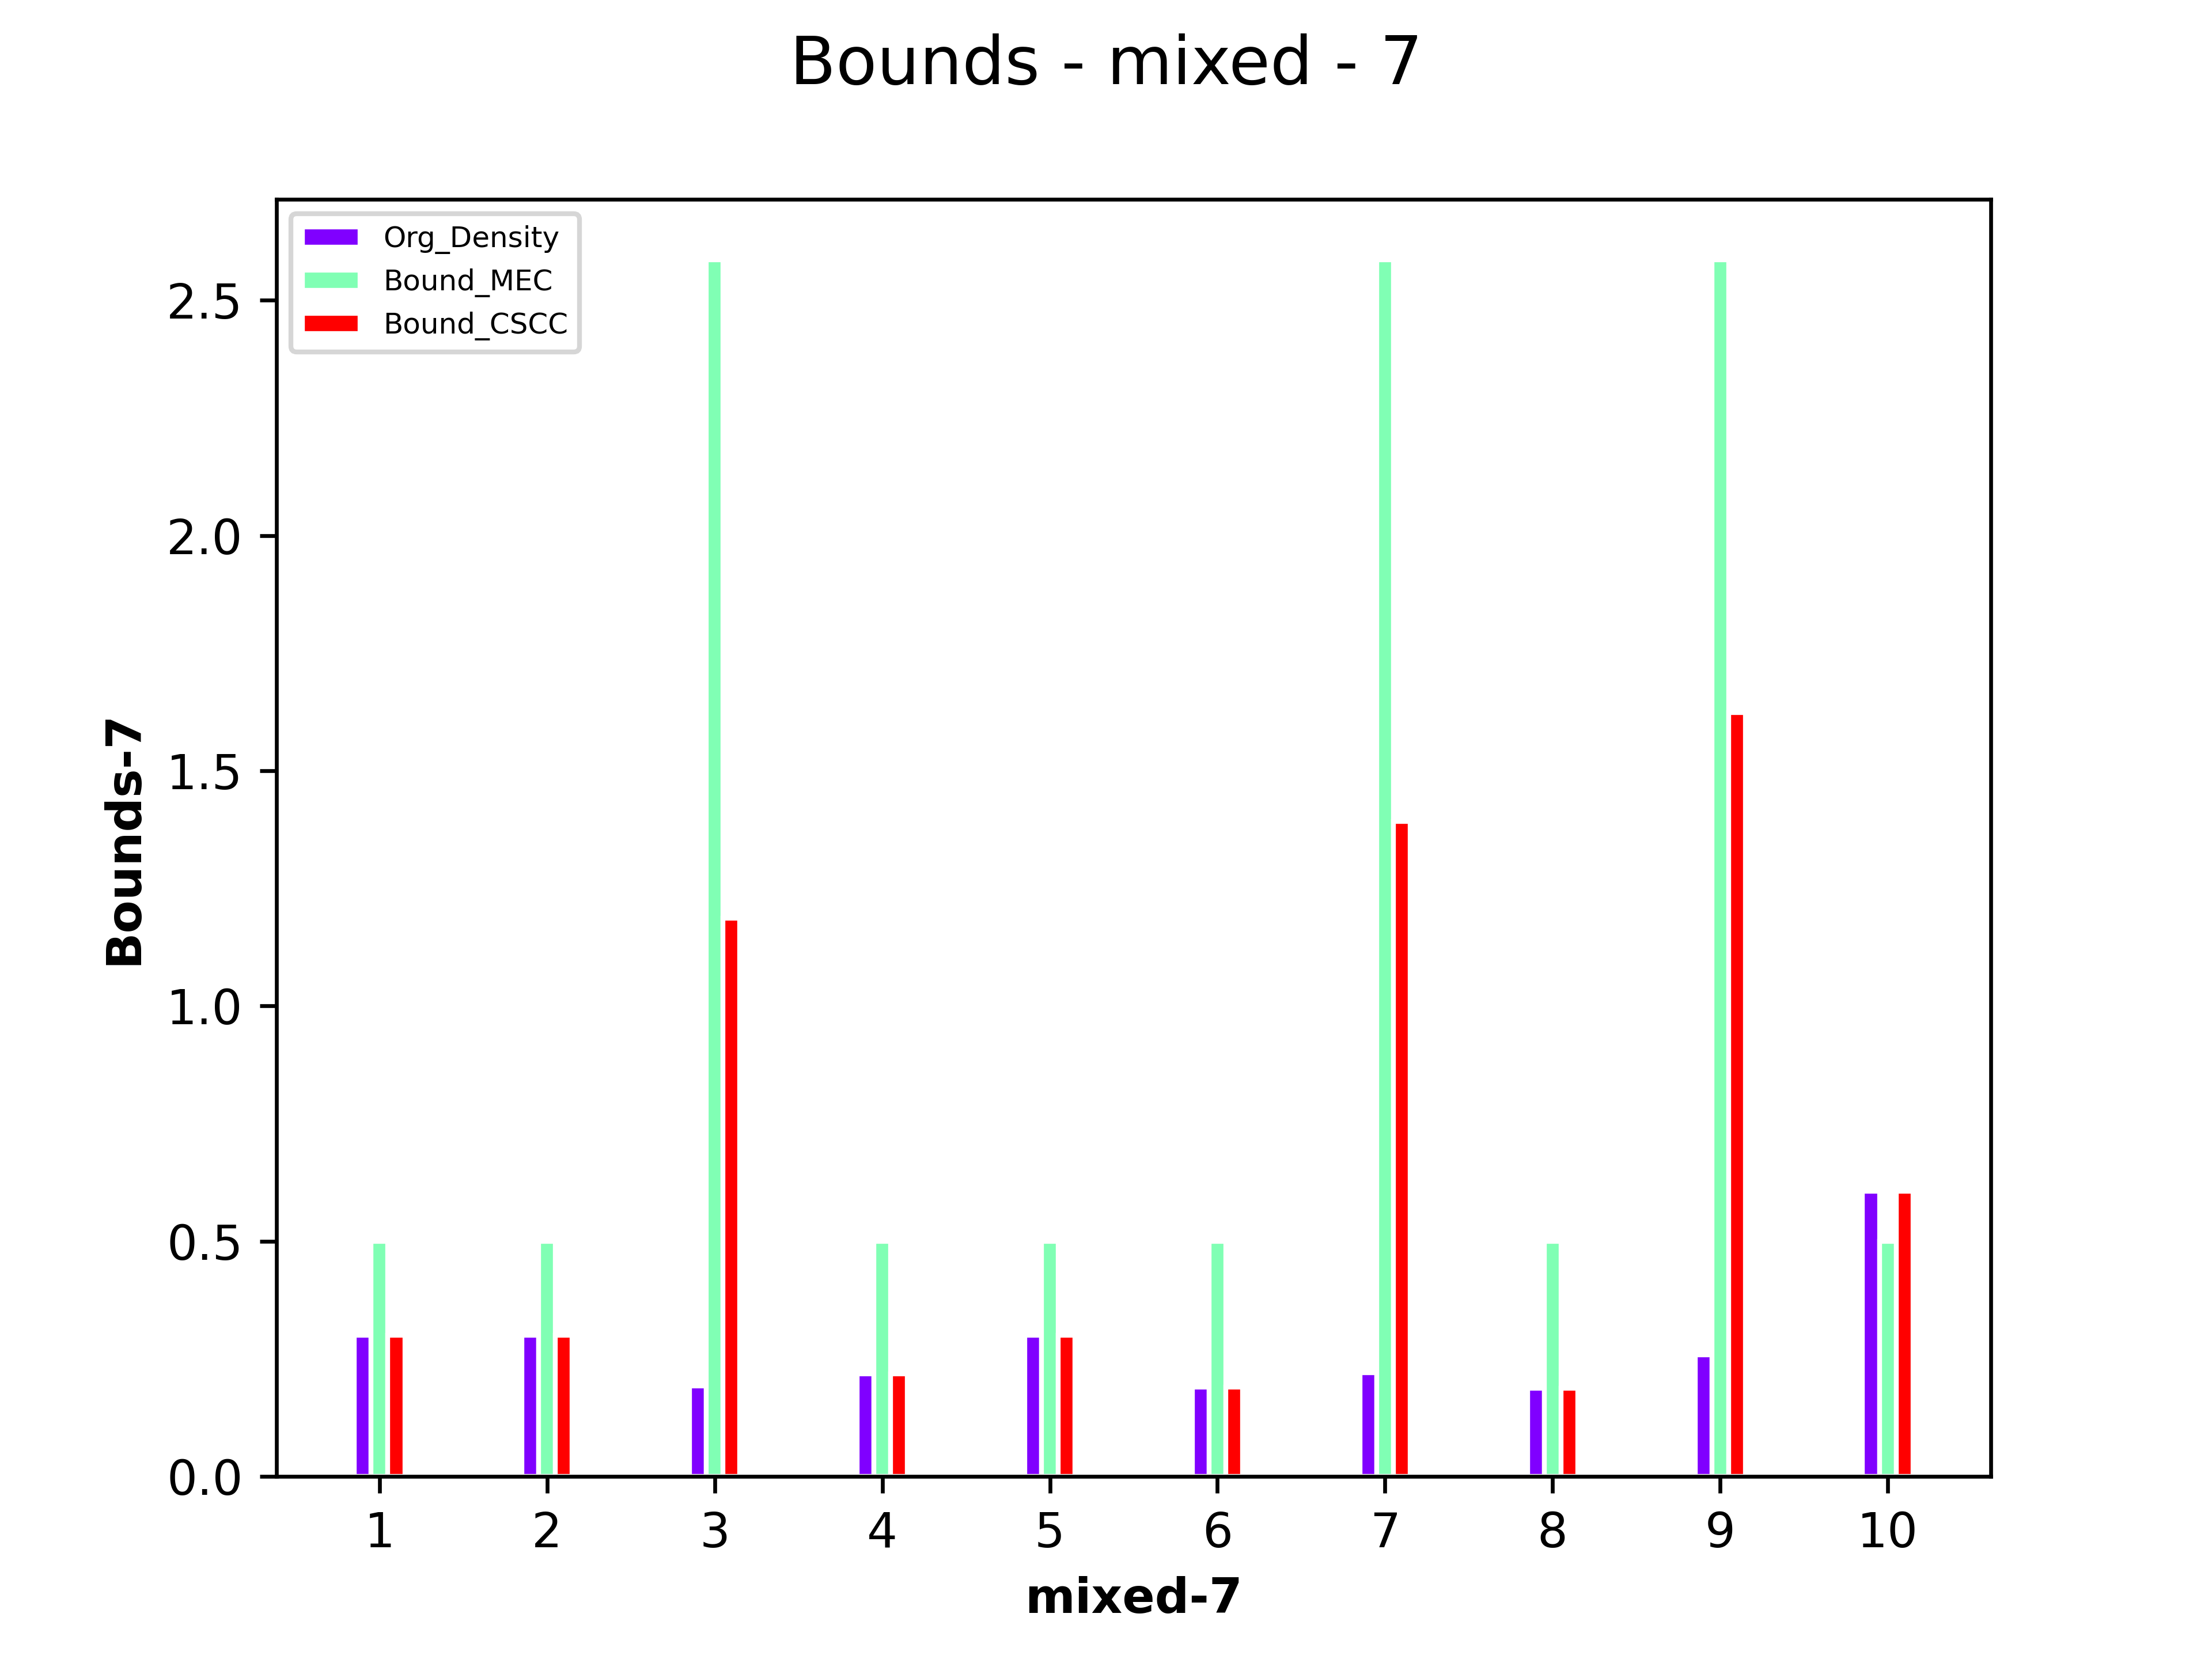 Bounds - mixed - 7
Org_Density
Bound_MEC
Bound_CSCC
2.5
2.0
1.5
1.0
0.5
0.0
Bounds-7
1 2 3 4 5 6 7 8 9 10
mixed-7